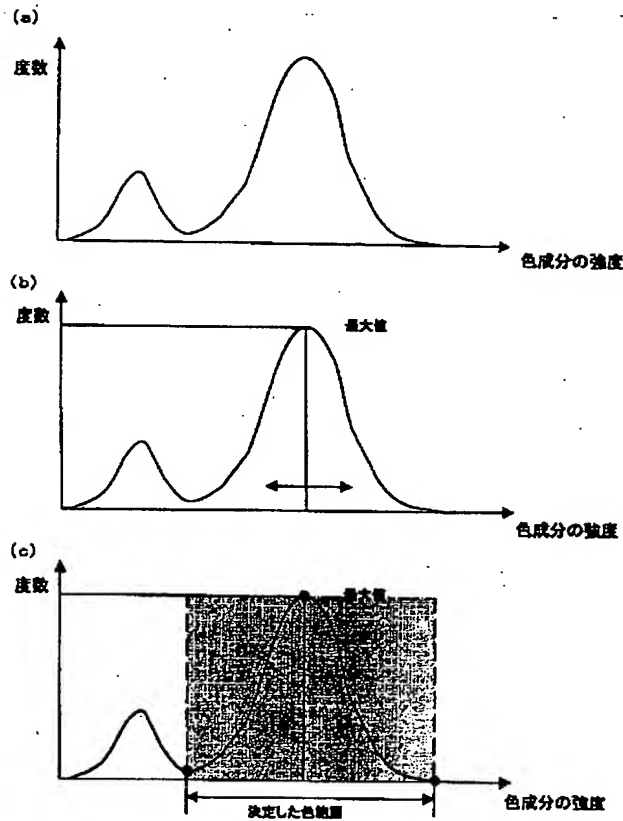 (a)
度数
色成分の強度
(b)
度数
最大値
色成分の強度
(c)
度数
最大値
色成分の強度
決定した色範囲